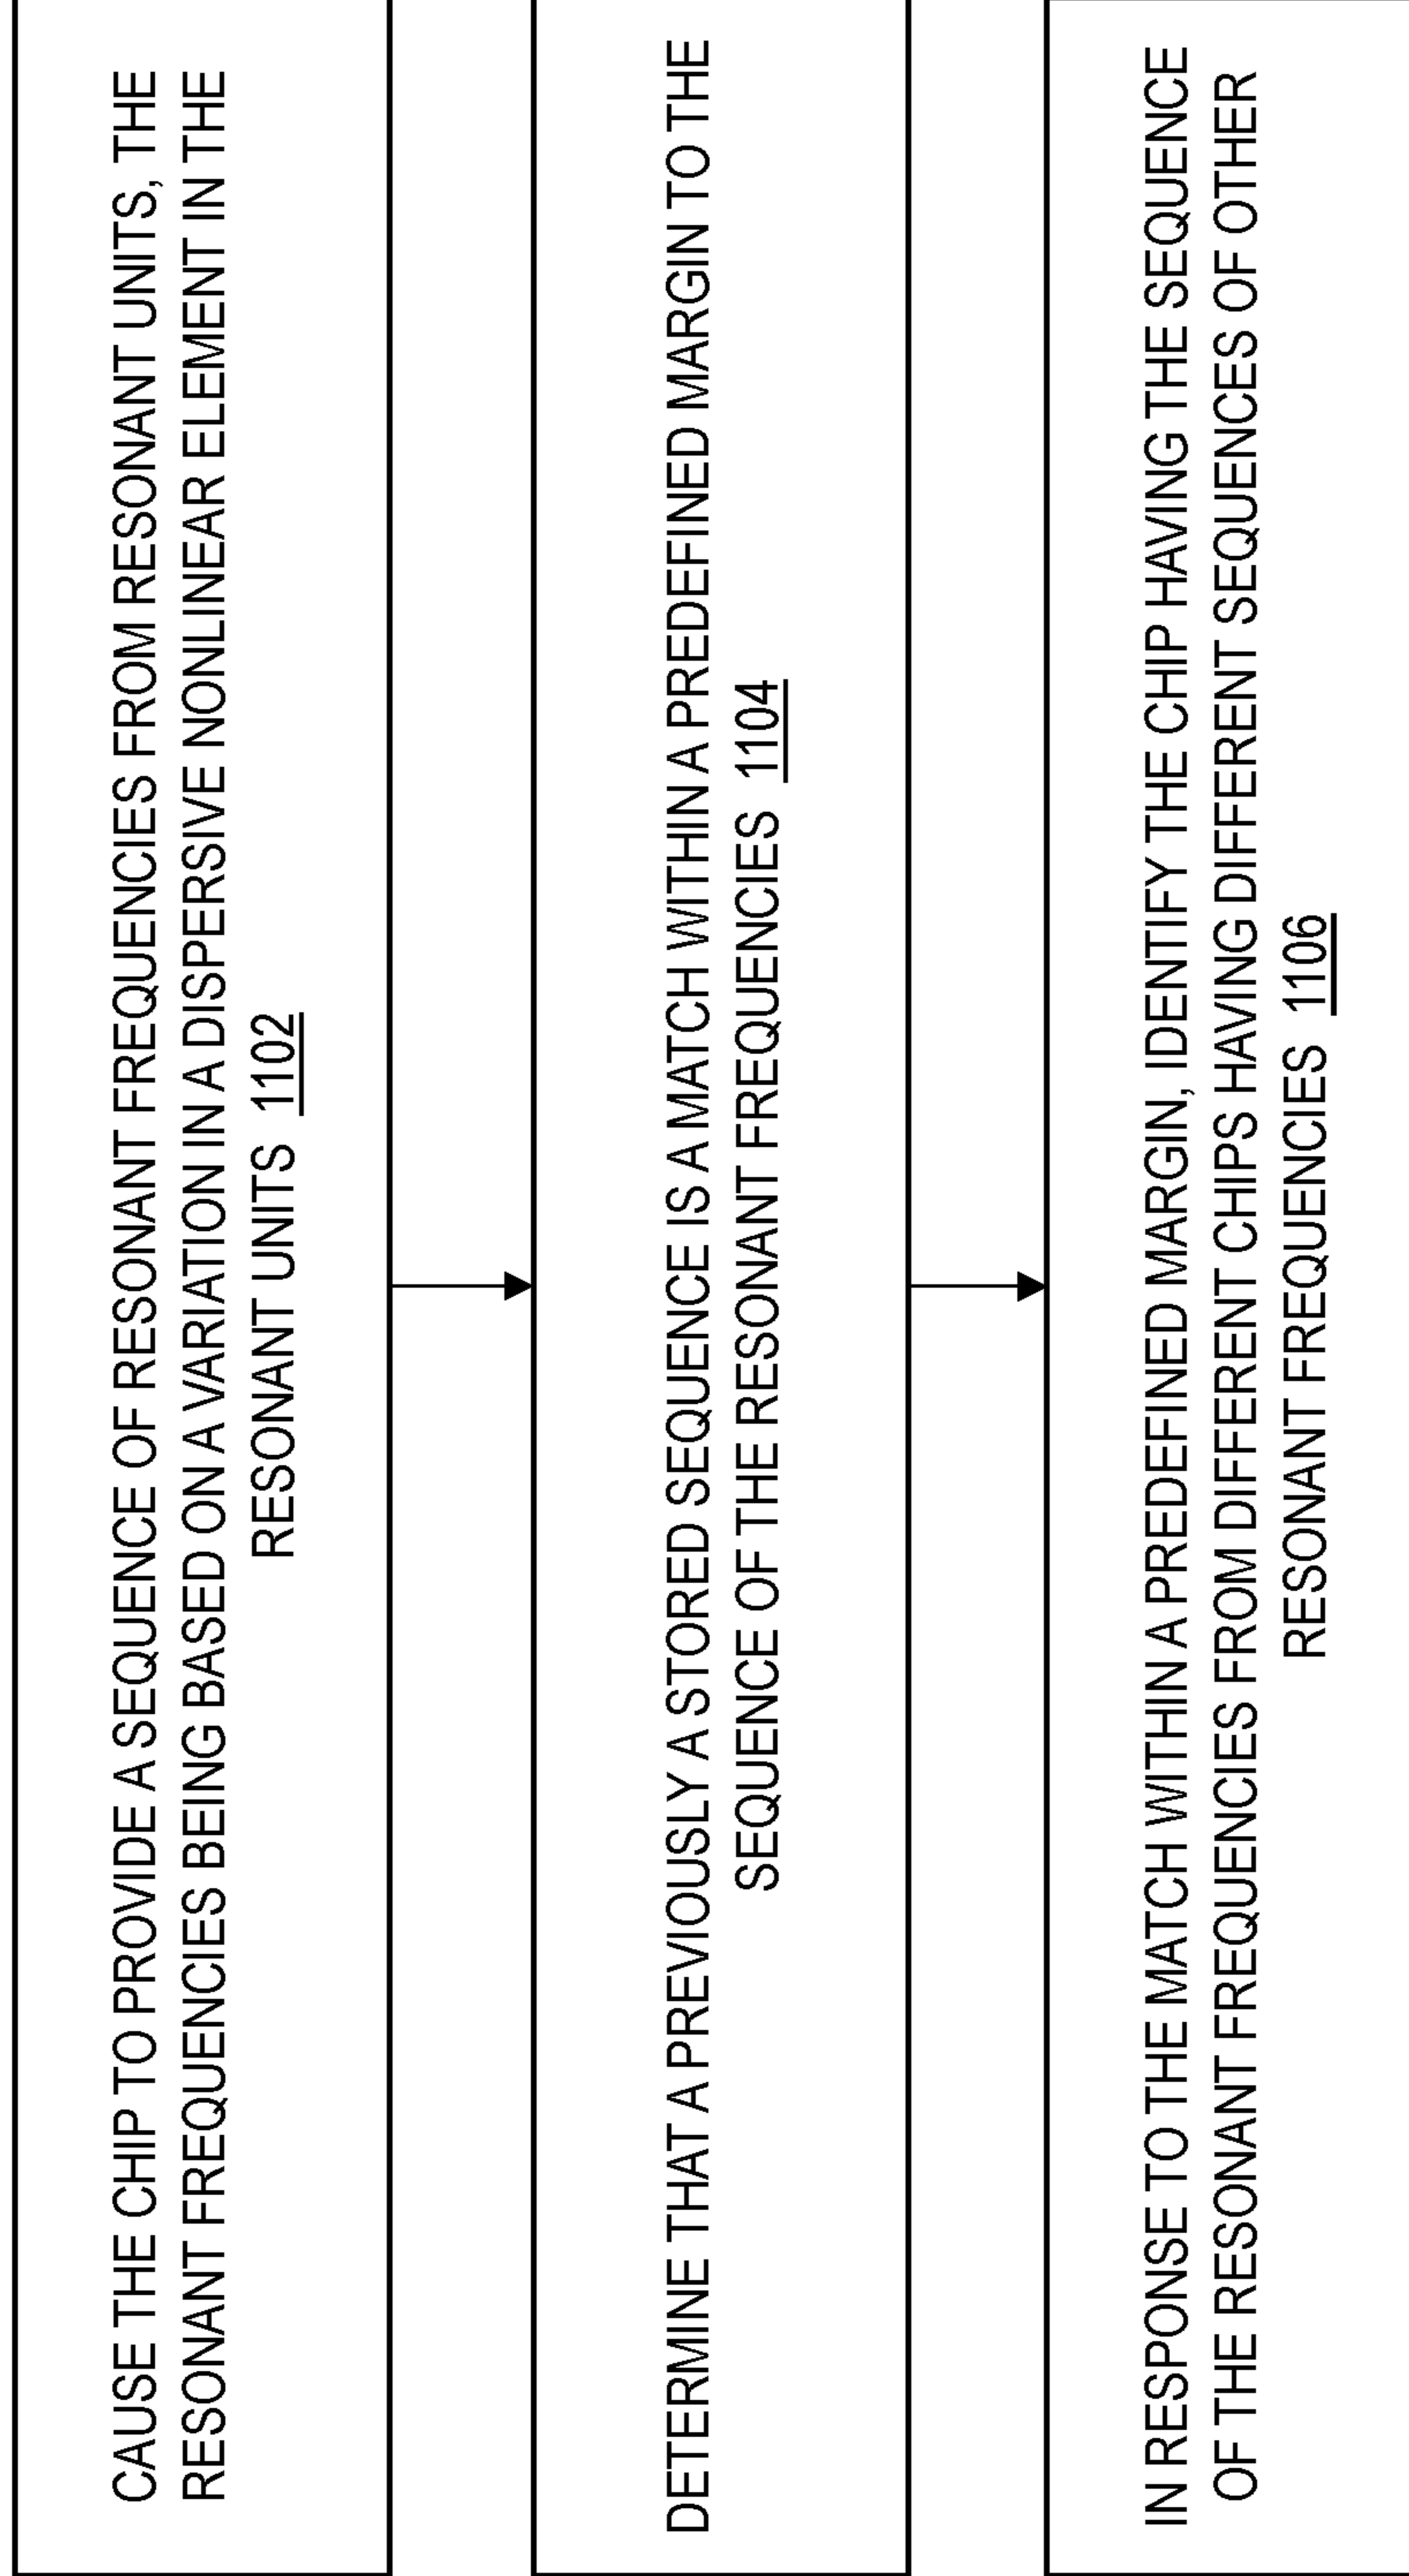 CAUSE THE CHIP TO PROVIDE A SEQUENCE OF RESONANT FREQUENCIES FROM RESONANT UNITS, THE
RESONANT FREQUENCIES BEING BASED ON A VARIATION IN A DISPERSIVE NONLINEAR ELEMENT IN THE
RESONANT UNITS 1102
DETERMINE THAT A PREVIOUSLY A STORED SEQUENCE IS A MATCH WITHIN A PREDEFINED MARGIN TO THE
SEQUENCE OF THE RESONANT FREQUENCIES 1104
IN RESPONSE TO THE MATCH WITHIN A PREDEFINED MARGIN, IDENTIFY THE CHIP HAVING THE SEQUENCE
OF THE RESONANT FREQUENCIES FROM DIFFERENT CHIPS HAVING DIFFERENT SEQUENCES OF OTHER
RESONANT FREQUENCIES 1106